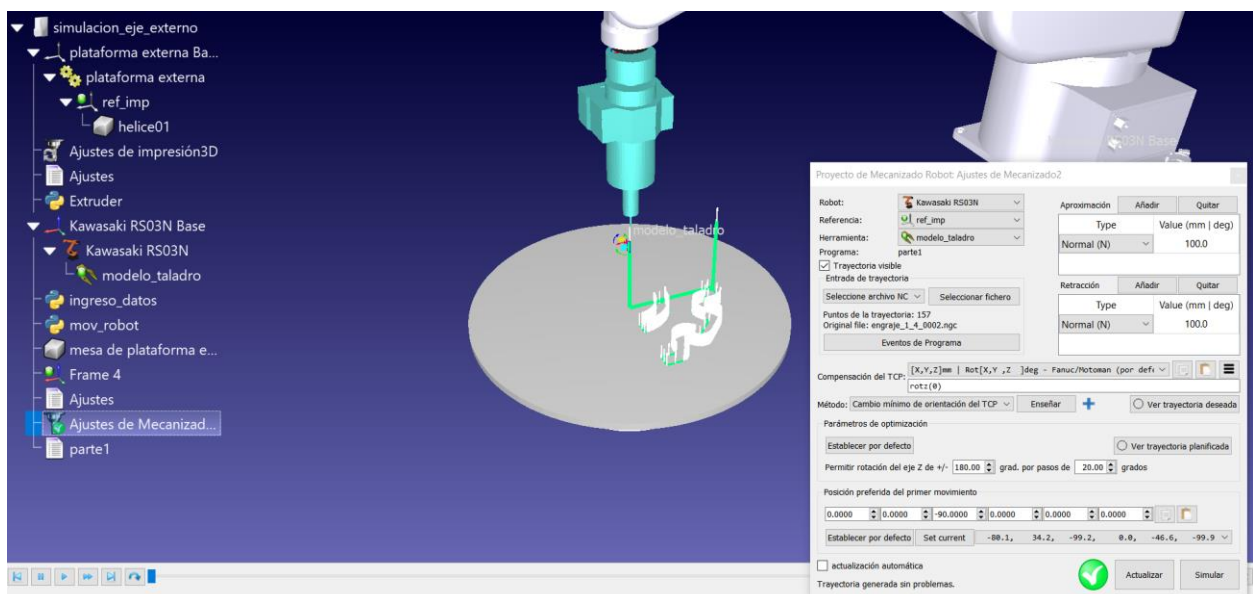 simulacion_eje_externo
plataforma externa Ba...
plataforma externa
ref_imp
helice01
Ajustes de impresión3D
Ajustes
Extruder
Kawasaki RS03N Base
Kawasaki RS03N
modelo_taladro
ingreso_datos
mov_robot
mesa de plataforma e...
Frame 4
Ajustes
Ajustes de Mecanizad...
parte1
modelo_taladro
RS03N Base
Proyecto de Mecanizado Robot: Ajustes de Mecanizado2
Robot: Kawasaki RS03N
Referencia: ref_imp
Herramienta: modelo_taladro
Programa: parte1
Trayectoria visible
Entrada de trayectoria
Seleccione archivo NC Seleccionar fichero
Puntos de la trayectoria: 157
Original file: engraje_1_4_0002.ngc
Eventos de Programa
Aproximación Añadir Quitar
Type Value (mm | deg)
Normal (N) 100.0
Retracción Añadir Quitar
Type Value (mm | deg)
Normal (N) 100.0
Compensación del TCP: [X,Y,Z]mm | Rot[X,Y ,Z ]deg - Fanuc/Motoman (por defe
rotz(0)
Método: Cambio mínimo de orientación del TCP Enseñar Ver trayectoria deseada
Parámetros de optimización
Establecer por defecto Ver trayectoria planificada
Permitir rotación del eje Z de +/- 180.00 grad. por pasos de 20.00 grados
Posición preferida del primer movimiento
0.0000 0.0000 -90.0000 0.0000 0.0000 0.0000
Establecer por defecto Set current -80.1, 34.2, -99.2, 0.0, -46.6, -99.9
actualización automática
Trayectoria generada sin problemas.
Actualizar Simular